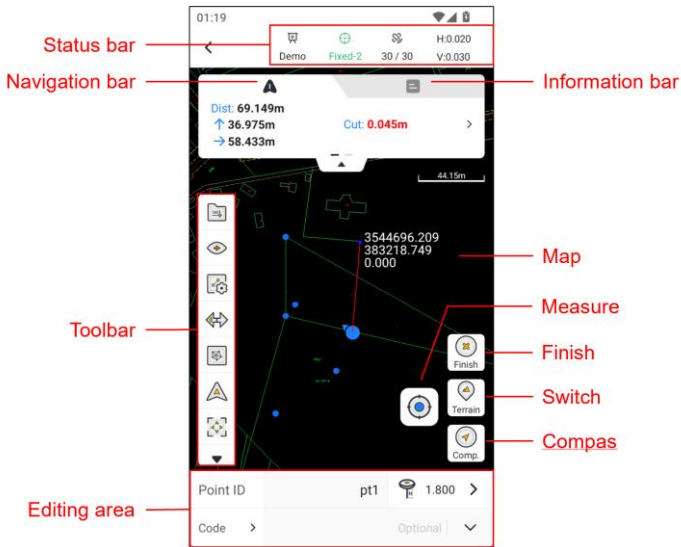 01:19
Status bar
Demo
Fixed-2
30 / 30
H:0.020
V:0.030
Navigation bar
Information bar
Dist: 69.149m
↑ 36.975m
→ 58.433m
Cut: 0.045m
44.15m
3544696.209
383218.749
0.000
Map
Measure
Toolbar
Finish
Finish
Terrain
Switch
Comp.
Compas
Editing area
Point ID
pt1
1.800
Code
Optional